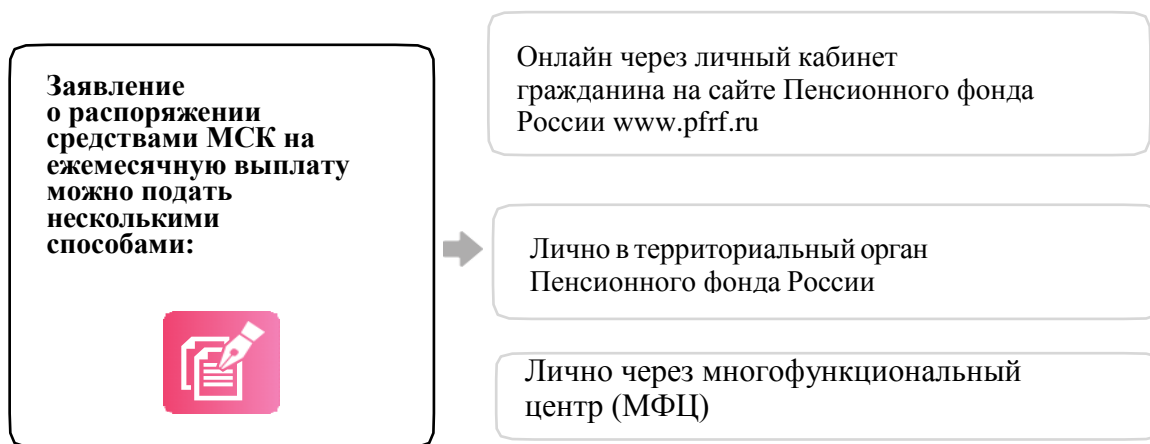 Заявление
о распоряжении
средствами МСК на
ежемесячную выплату
можно подать
несколькими
способами:
Онлайн через личный кабинет
гражданина на сайте Пенсионного фонда
России www.pfrf.ru
Лично в территориальный орган
Пенсионного фонда России
Лично через многофункциональный
центр (МФЦ)